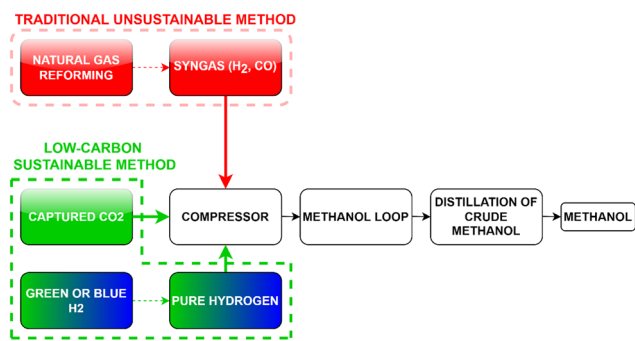 TRADITIONAL UNSUSTAINABLE METHOD
NATURAL GAS
REFORMING
SYNGAS (H₂, CO)
LOW-CARBON
SUSTAINABLE METHOD
CAPTURED CO2
COMPRESSOR
METHANOL LOOP
DISTILLATION OF
CRUDE
METHANOL
METHANOL
GREEN OR BLUE
H2
PURE HYDROGEN